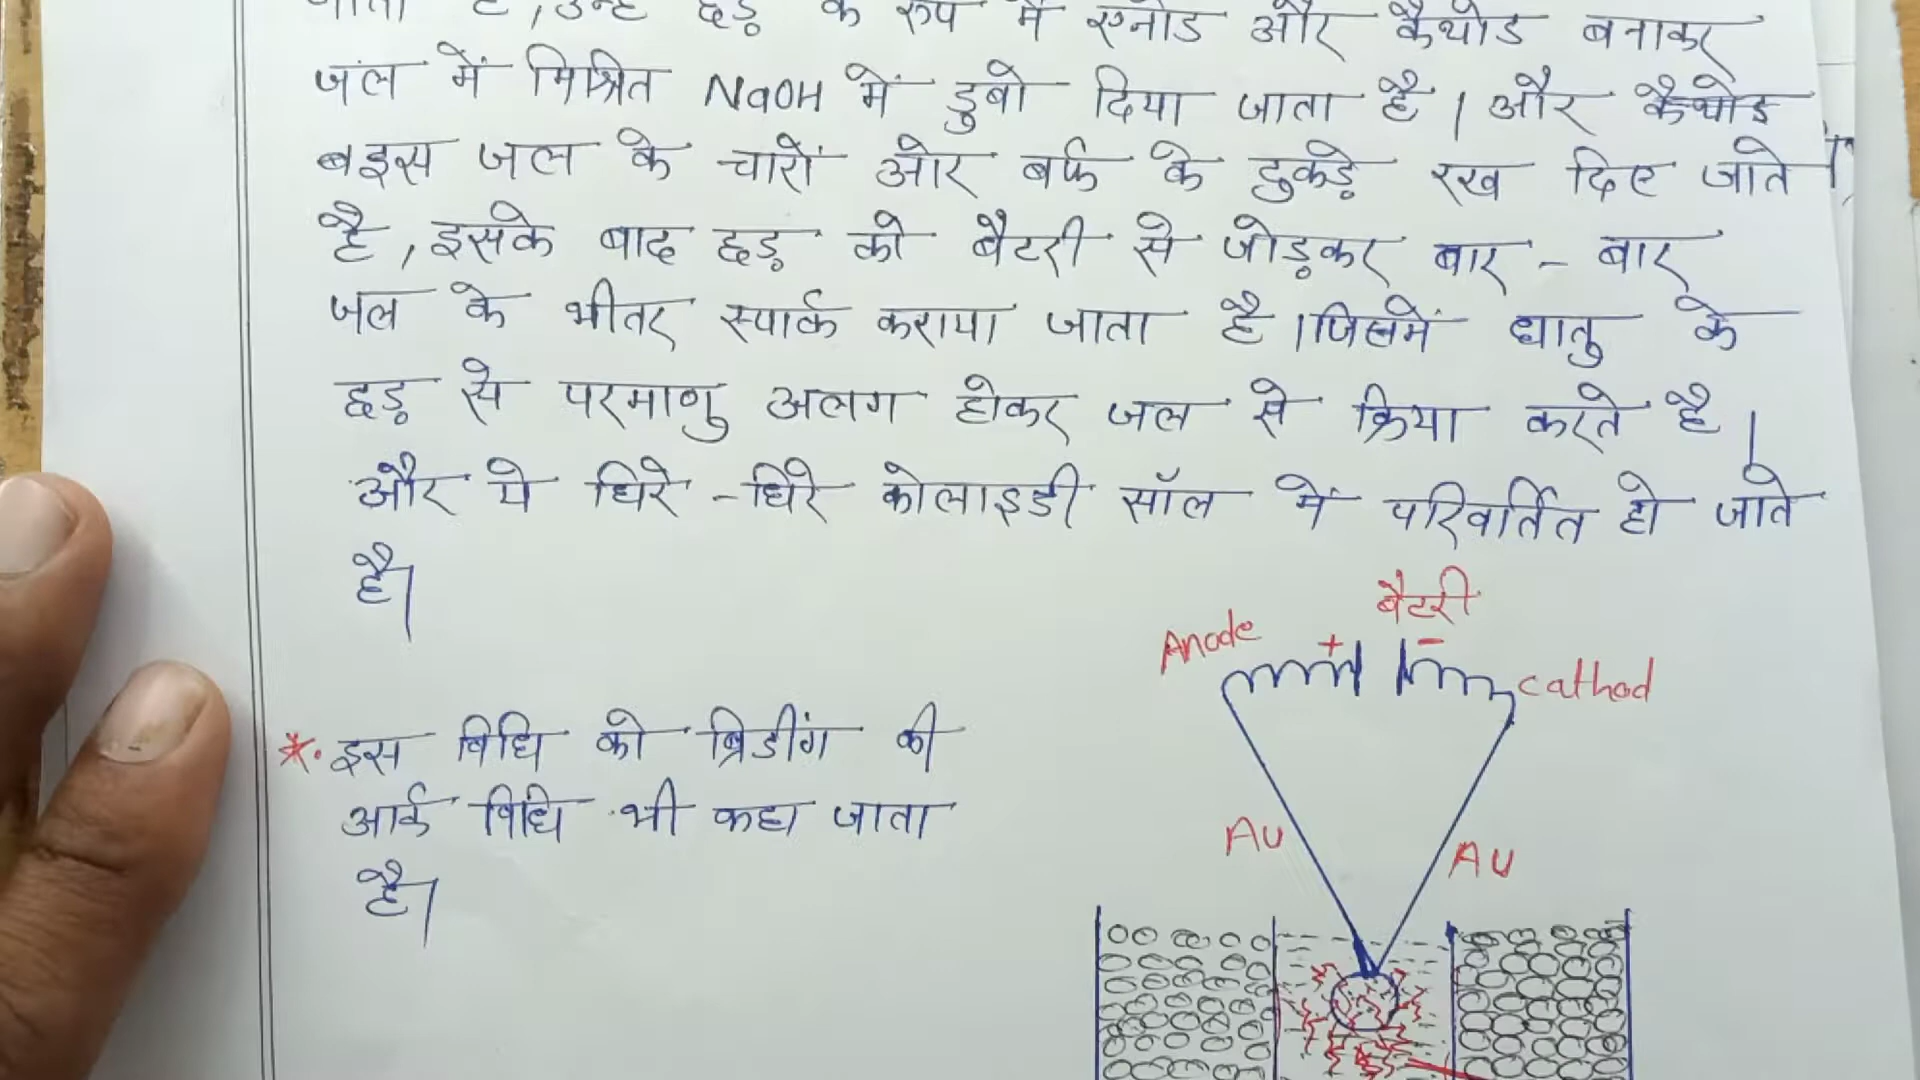 जाता है, उन्हे छड़ के रूप में एनोड और कैथोड बनाकर
जल में मिश्रित NaOH में डुबो दिया जाता है। और कैथोड
बइस जल के चारों ओर बर्फ के टुकड़े रख दिए जाते
है, इसके बाद छड़ को बैटरी से जोड़कर बार - बार
जल के भीतर स्पार्क कराया जाता है। जिसमें धातु के
छड़ से परमाणु अलग होकर जल से क्रिया करते है।
और ये धिरे - धिरे कोलाइडी सॉल में परिवर्तित हो जाते
है।
बैटरी
Anode + - cathod
*. इस विधि को ब्रिडींग की
आर्क विधि भी कहा जाता
है।
Au
Au